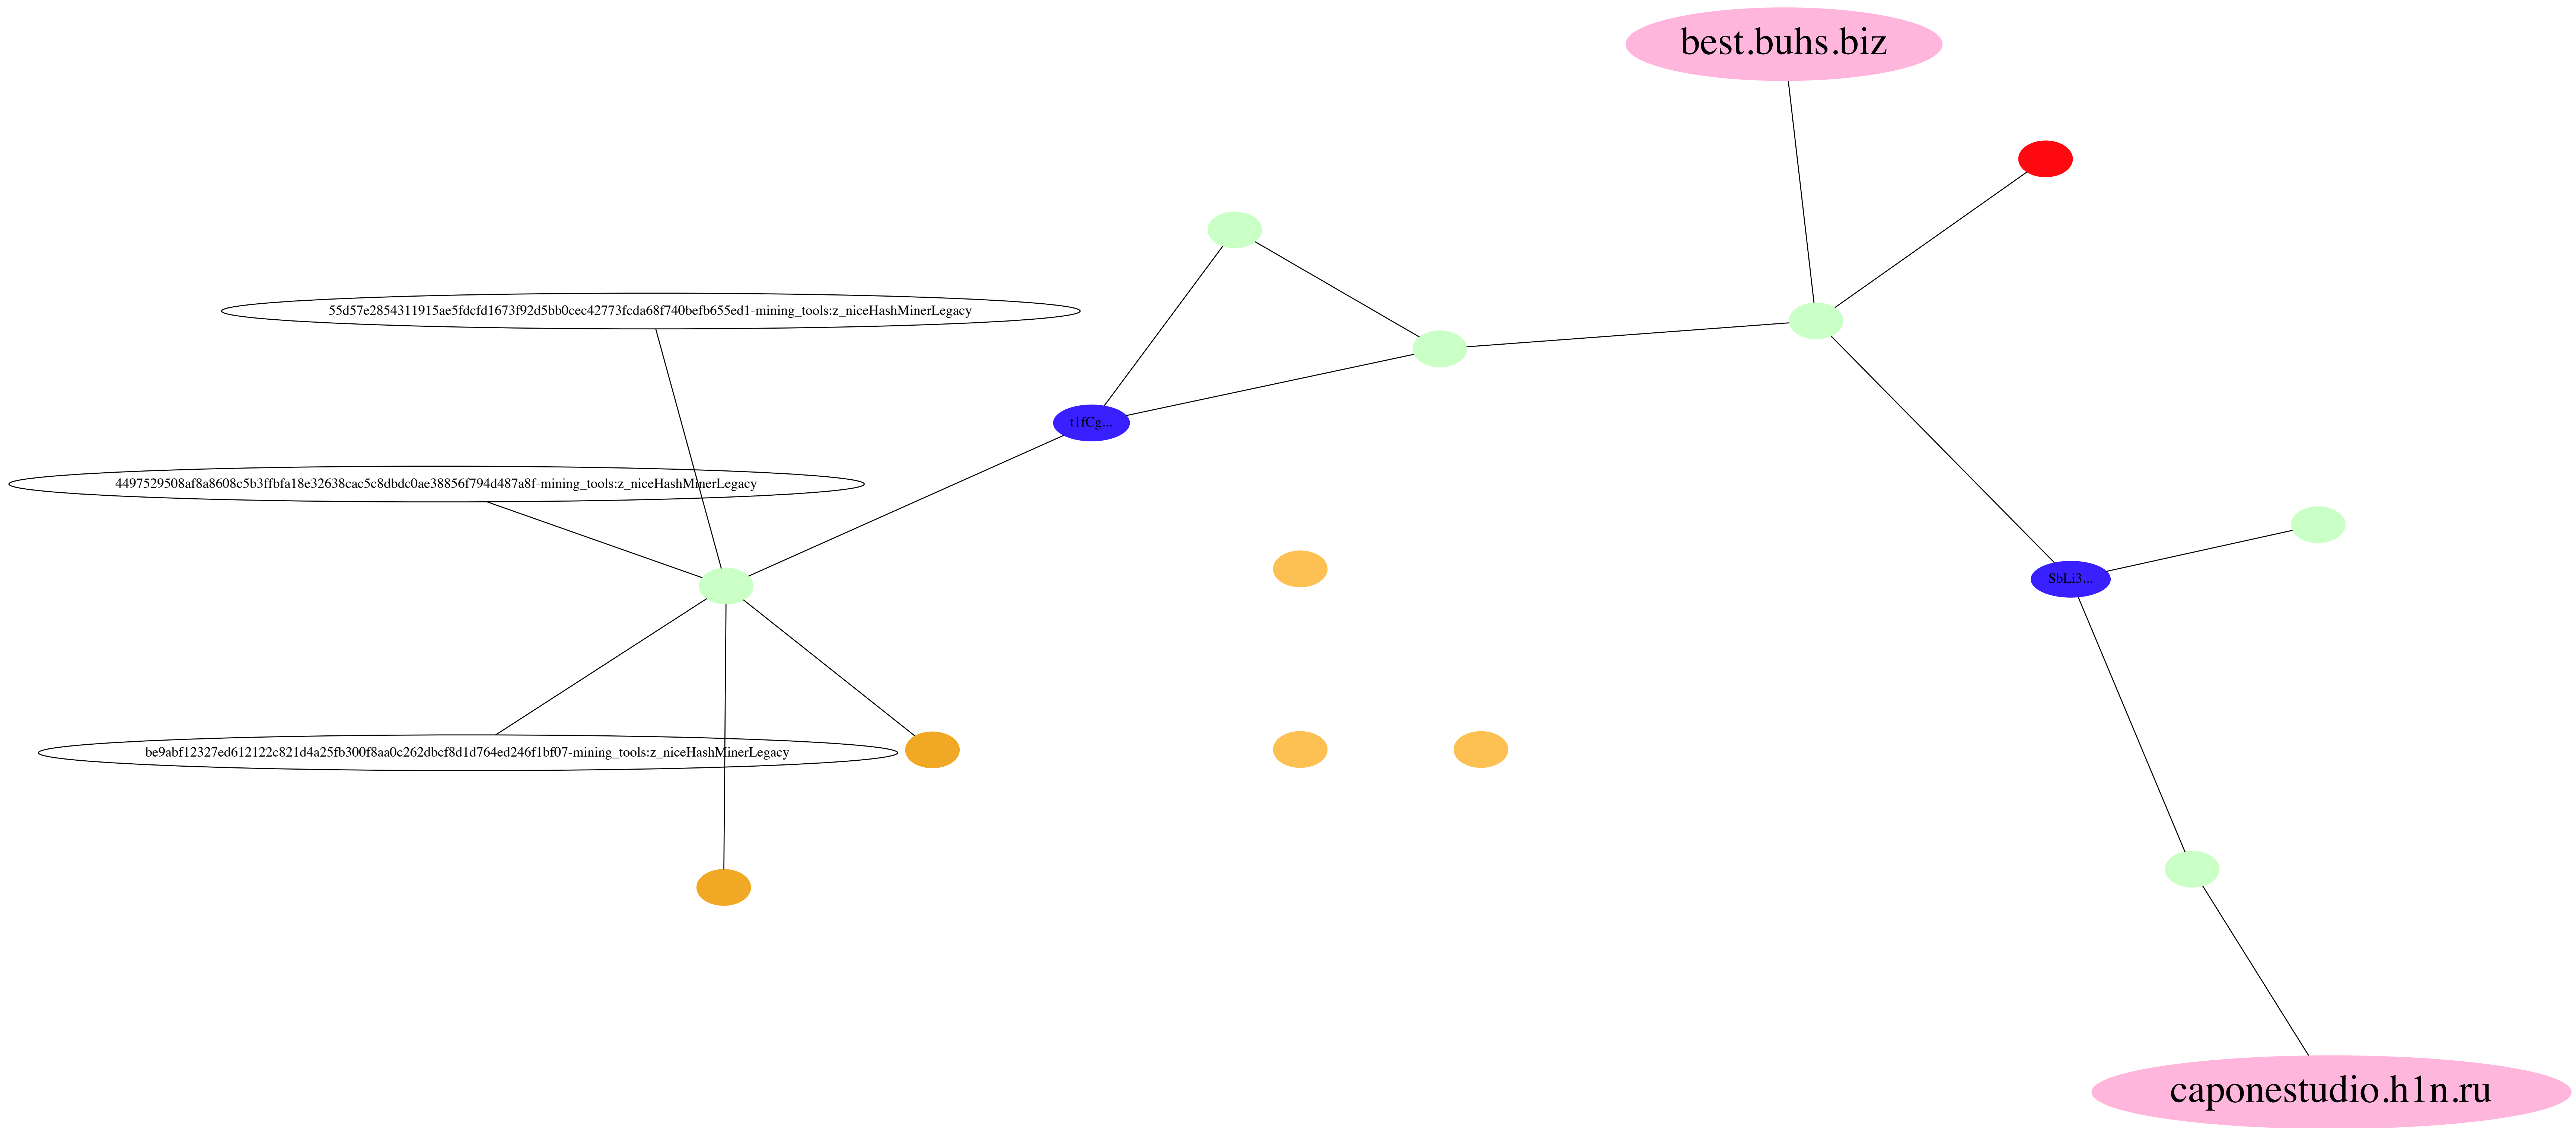 best.buhs.biz
55d57e2854311915ae5fdcfd1673f92d5bb0cec42773fcda68f740befb655ed1-mining_tools:z_niceHashMinerLegacy
t1fCg...
4497529508af8a8608c5b3ffbfa18e32638cac5c8dbdc0ae38856f794d487a8f-mining_tools:z_niceHashMinerLegacy
SbLi3...
be9abf12327ed612122c821d4a25fb300f8aa0c262dbcf8d1d764ed246f1bf07-mining_tools:z_niceHashMinerLegacy
caponestudio.h1n.ru